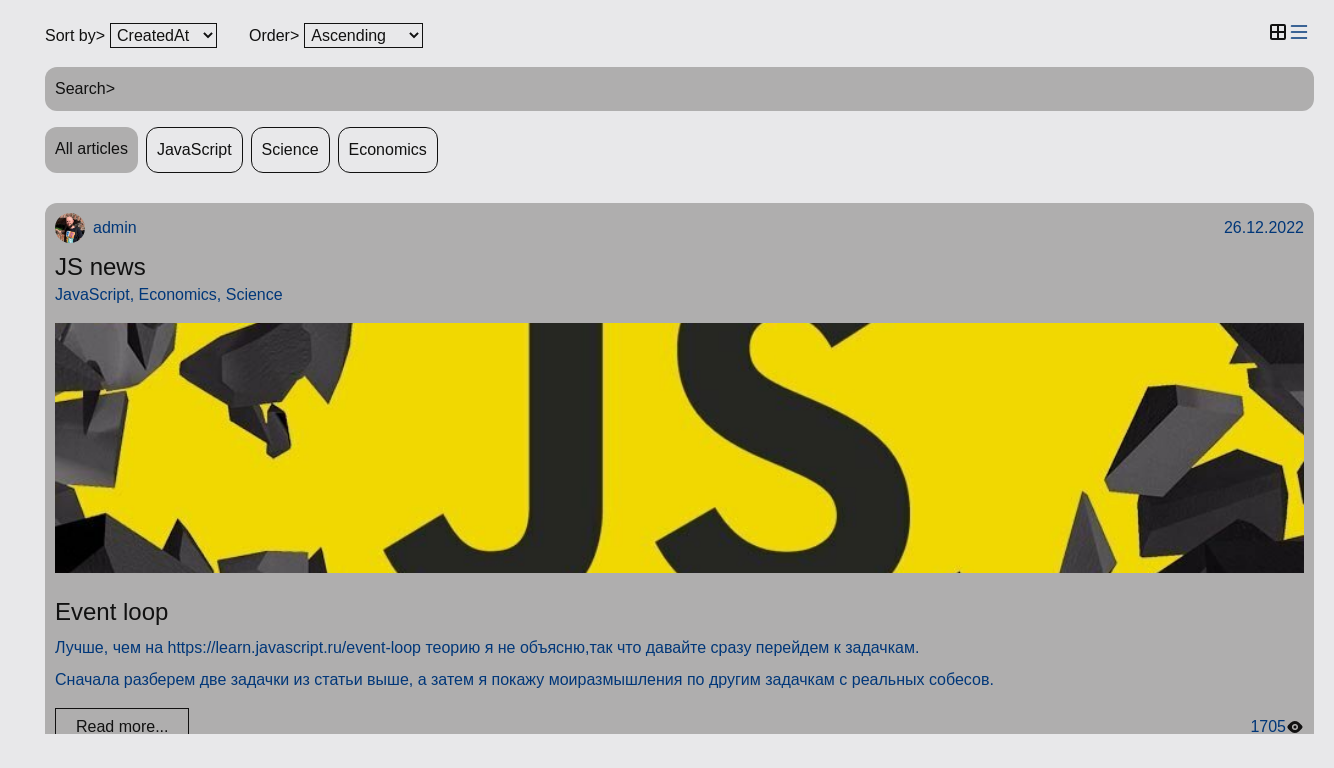 Sort by> CreatedAt Order> Ascending
Search>
All articles JavaScript Science Economics
admin 26.12.2022
JS news
JavaScript, Economics, Science
JS
Event loop
Лучше, чем на https://learn.javascript.ru/event-loop теорию я не объясню,так что давайте сразу перейдем к задачкам.
Сначала разберем две задачки из статьи выше, а затем я покажу моиразмышления по другим задачкам с реальных собесов.
Read more... 1705